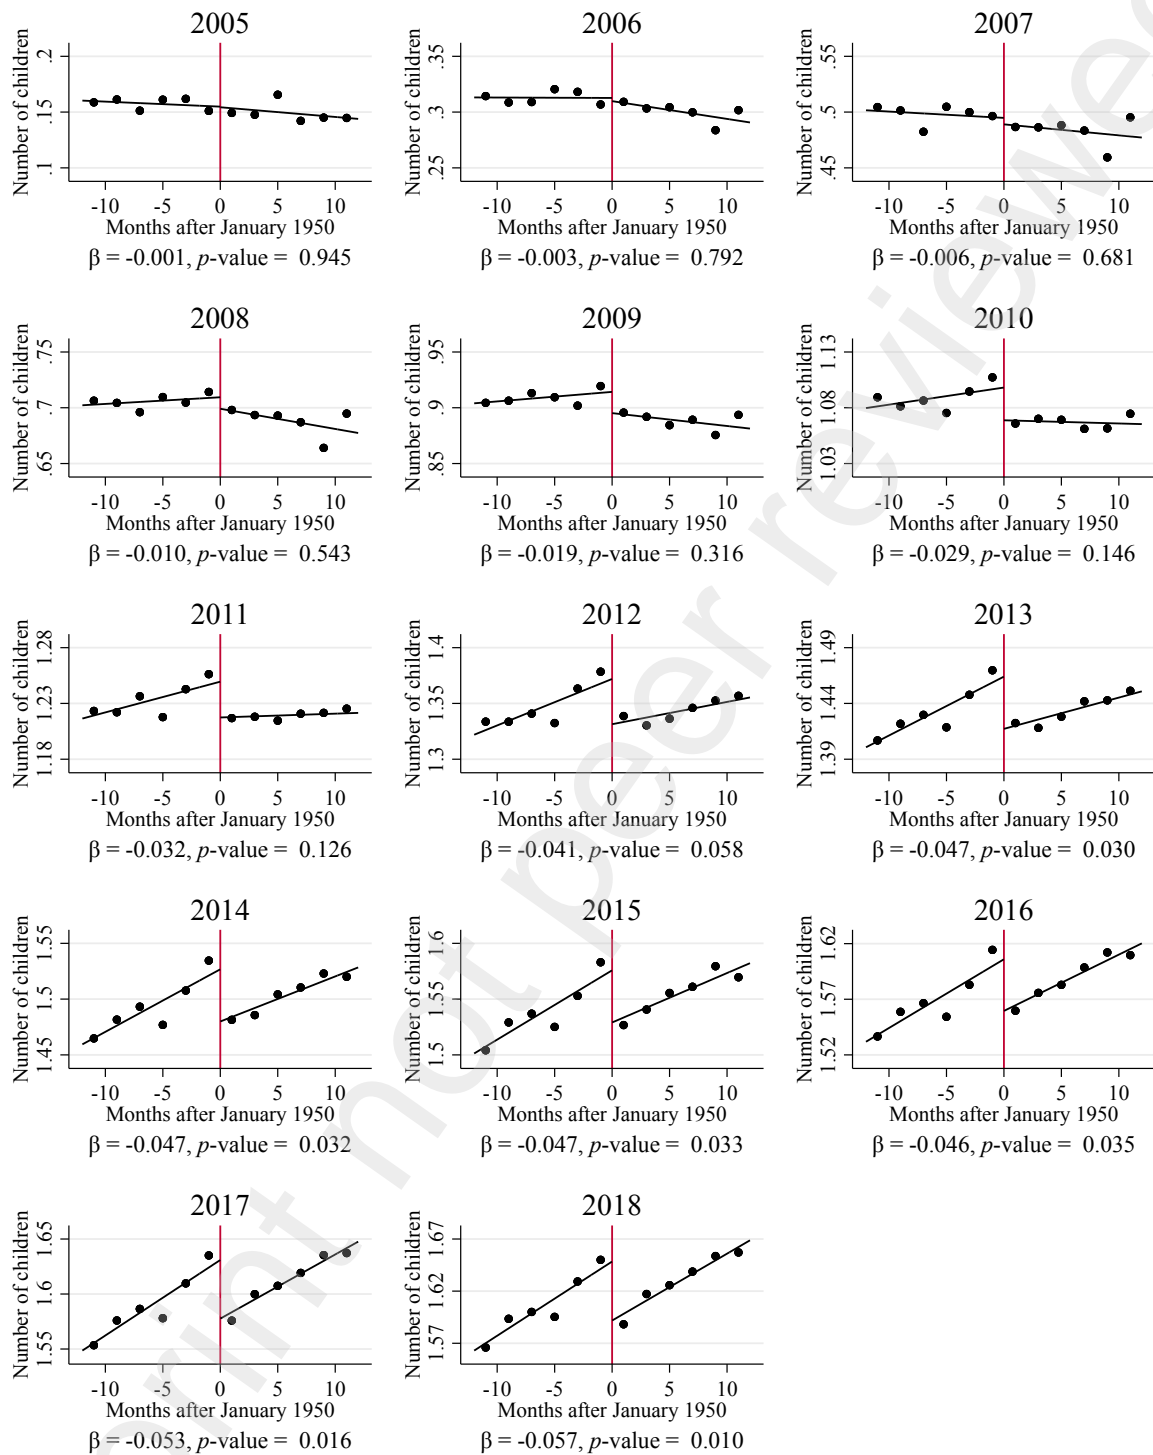 2005
Number of children
.2
.15
.1
-10 -5 0 5 10
Months after January 1950
β = -0.001, p-value = 0.945
2006
Number of children
.35
.3
.25
-10 -5 0 5 10
Months after January 1950
β = -0.003, p-value = 0.792
2007
Number of children
.55
.5
.45
-10 -5 0 5 10
Months after January 1950
β = -0.006, p-value = 0.681
2008
Number of children
.75
.7
.65
-10 -5 0 5 10
Months after January 1950
β = -0.010, p-value = 0.543
2009
Number of children
.95
.9
.85
-10 -5 0 5 10
Months after January 1950
β = -0.019, p-value = 0.316
2010
Number of children
1.13
1.08
1.03
-10 -5 0 5 10
Months after January 1950
β = -0.029, p-value = 0.146
2011
Number of children
1.28
1.23
1.18
-10 -5 0 5 10
Months after January 1950
β = -0.032, p-value = 0.126
2012
Number of children
1.4
1.35
1.3
-10 -5 0 5 10
Months after January 1950
β = -0.041, p-value = 0.058
2013
Number of children
1.49
1.44
1.39
-10 -5 0 5 10
Months after January 1950
β = -0.047, p-value = 0.030
2014
Number of children
1.55
1.5
1.45
-10 -5 0 5 10
Months after January 1950
β = -0.047, p-value = 0.032
2015
Number of children
1.6
1.55
1.5
-10 -5 0 5 10
Months after January 1950
β = -0.047, p-value = 0.033
2016
Number of children
1.62
1.57
1.52
-10 -5 0 5 10
Months after January 1950
β = -0.046, p-value = 0.035
2017
Number of children
1.65
1.6
1.55
-10 -5 0 5 10
Months after January 1950
β = -0.053, p-value = 0.016
2018
Number of children
1.67
1.62
1.57
-10 -5 0 5 10
Months after January 1950
β = -0.057, p-value = 0.010
print not peer reviewe